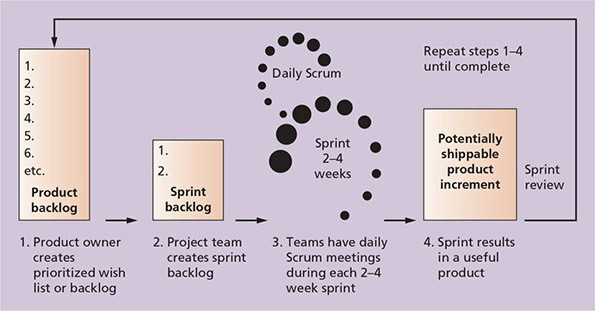 1.
2.
3.
4.
5.
6.
etc.
Product
backlog
1. Product owner
creates
prioritized wish
list or backlog
1.
2.
Sprint
backlog
2. Project team
creates sprint
backlog
Daily Scrum
Sprint
2–4
weeks
3. Teams have daily
Scrum meetings
during each 2–4
week sprint
Repeat steps 1–4
until complete
Potentially
shippable
product
increment
Sprint
review
4. Sprint results
in a useful
product